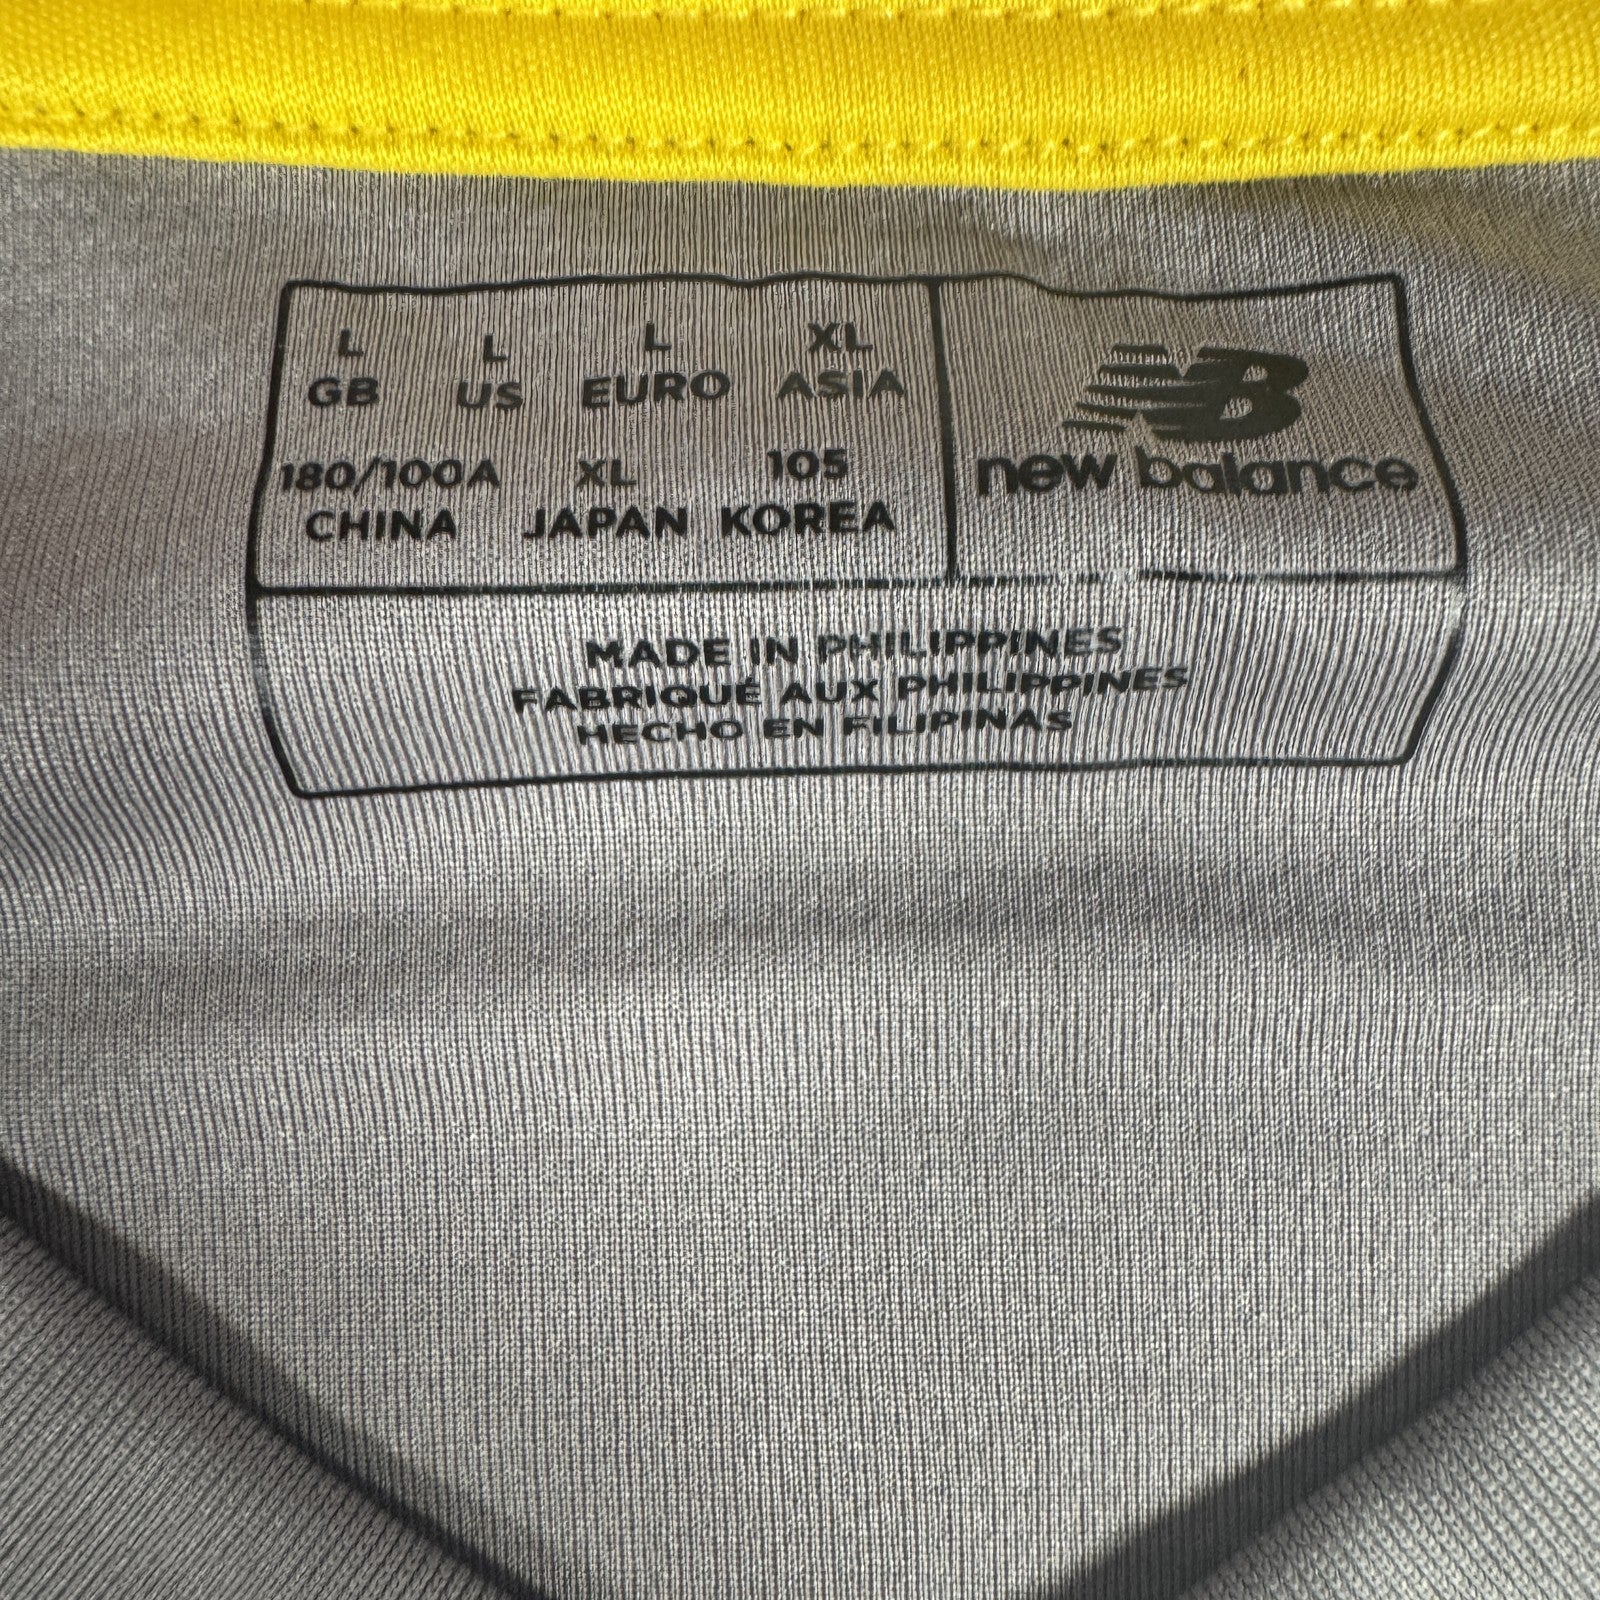 L L L XL
GB US EURO ASIA
180/100A XL 105
CHINA JAPAN KOREA
NB
new balance
MADE IN PHILIPPINES
FABRIQUÉ AUX PHILIPPINES
HECHO EN FILIPINAS